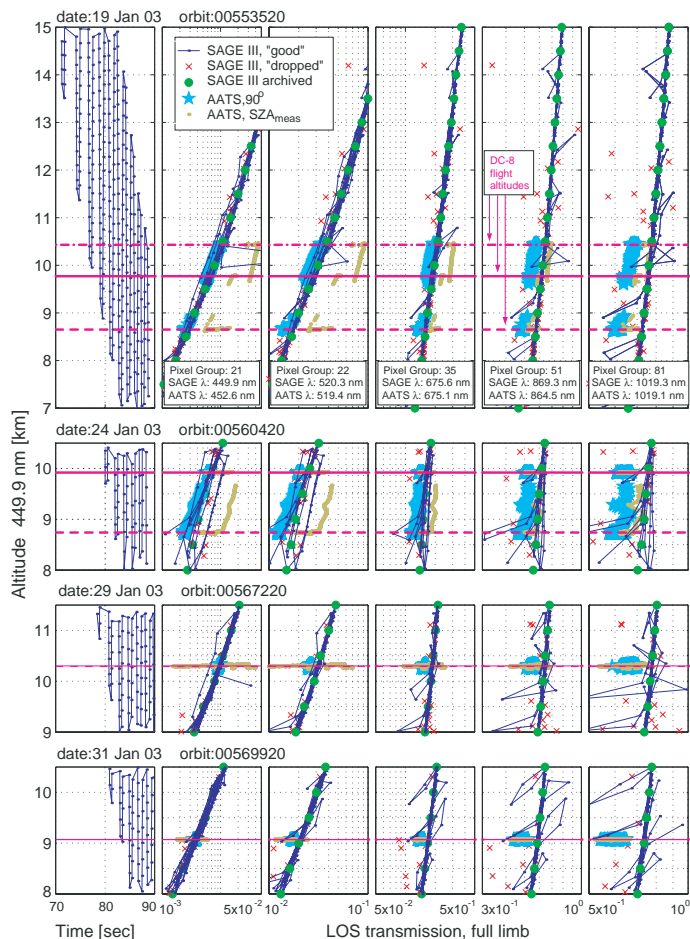 date:19 Jan 03 orbit:00553520
15
14
13
12
11
10
9
8
7
SAGE III, "good"
SAGE III, "dropped"
SAGE III archived
AATS,90°
AATS, SZAmeas
DC-8
flight
altitudes
Pixel Group: 21
SAGE λ: 449.9 nm
AATS λ: 452.6 nm
Pixel Group: 22
SAGE λ: 520.3 nm
AATS λ: 519.4 nm
Pixel Group: 35
SAGE λ: 675.6 nm
AATS λ: 675.1 nm
Pixel Group: 51
SAGE λ: 869.3 nm
AATS λ: 864.5 nm
Pixel Group: 81
SAGE λ: 1019.3 nm
AATS λ: 1019.1 nm
Altitude 449.9 nm [km]
date:24 Jan 03 orbit:00560420
10
9
8
date:29 Jan 03 orbit:00567220
11
10
9
date:31 Jan 03 orbit:00569920
10
9
8
70 80 90 10⁻³ 5x10⁻² 10⁻² 10⁻¹ 5x10⁻² 5x10⁻¹ 3x10⁻¹ 10⁰ 5x10⁻¹ 10⁰
Time [sec] LOS transmission, full limb